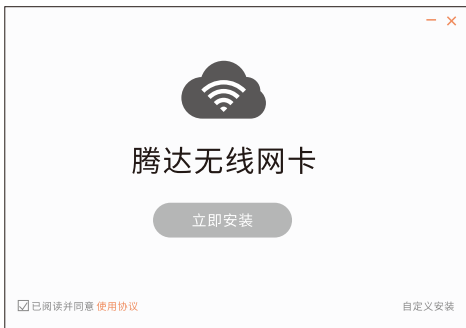 腾达无线网卡
立即安装
已阅读并同意 使用协议
自定义安装